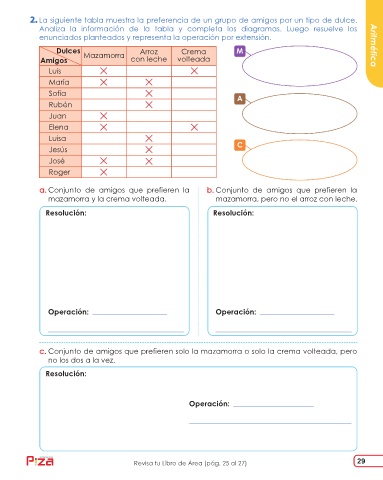 2. La siguiente tabla muestra la preferencia de un grupo de amigos por un tipo de dulce.
Analiza la información de la tabla y completa los diagramas. Luego resuelve los
enunciados planteados y representa la operación por extensión.
Aritmética
Dulces
Amigos
Mazamorra
Arroz
con leche
Crema
volteada
Luis X X
María X X
Sofía X
Rubén X
Juan X
Elena X X
Luisa X
Jesús X
José X X
Roger X
M
A
C
a. Conjunto de amigos que prefieren la
mazamorra y la crema volteada.
Resolución:
Operación:
b. Conjunto de amigos que prefieren la
mazamorra, pero no el arroz con leche.
Resolución:
Operación:
c. Conjunto de amigos que prefieren solo la mazamorra o solo la crema volteada, pero
no los dos a la vez.
Resolución:
Operación:
Revisa tu Libro de Área (pág. 25 al 27)
29